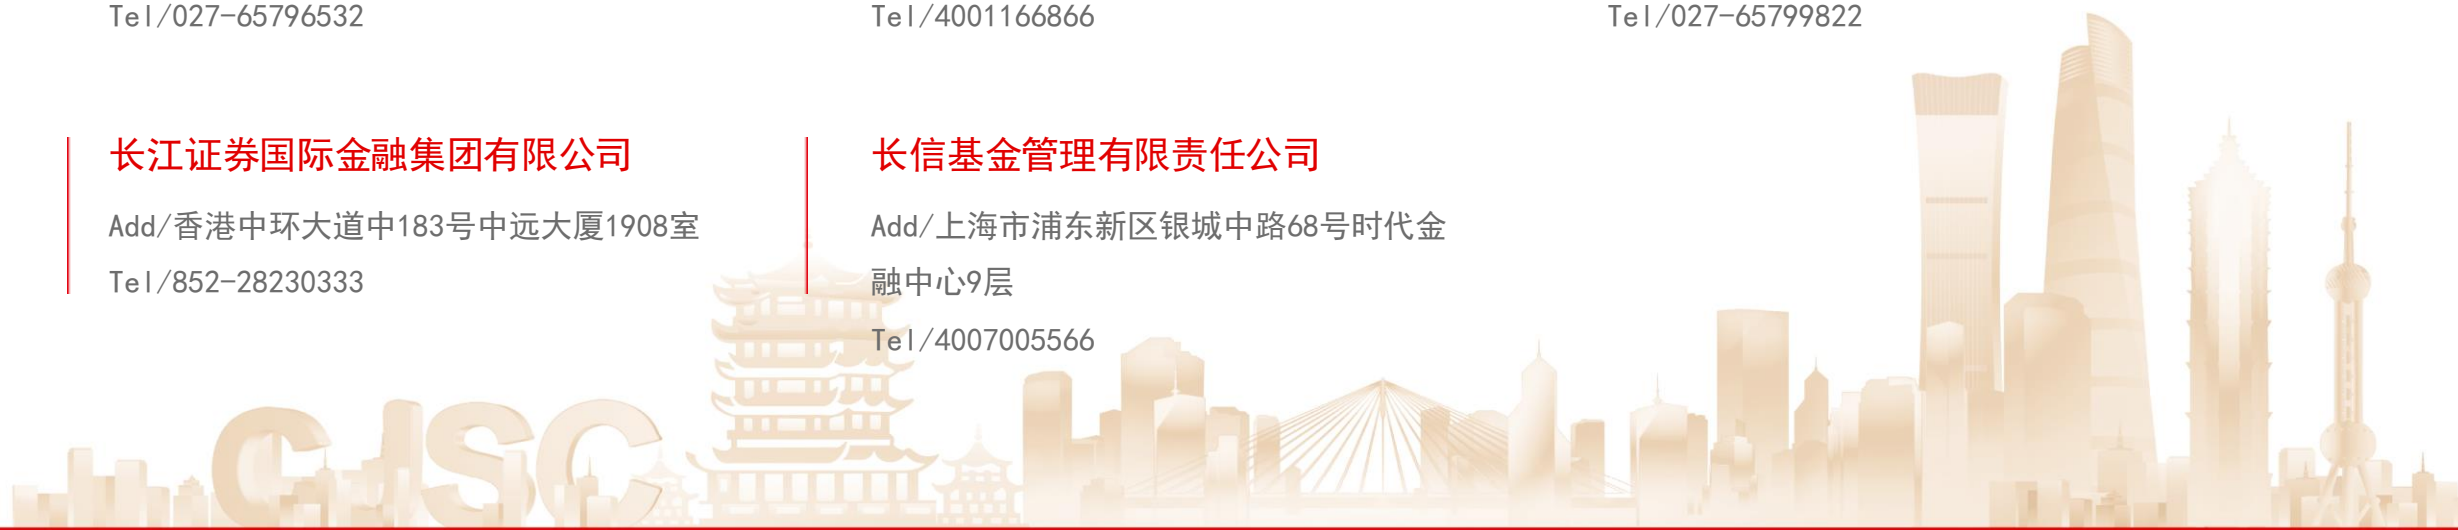 Tel/027-65796532
Tel/4001166866
Tel/027-65799822
长江证券国际金融集团有限公司
Add/香港中环大道中183号中远大厦1908室
Tel/852-28230333
长信基金管理有限责任公司
Add/上海市浦东新区银城中路68号时代金
融中心9层
Tel/4007005566
CJSC